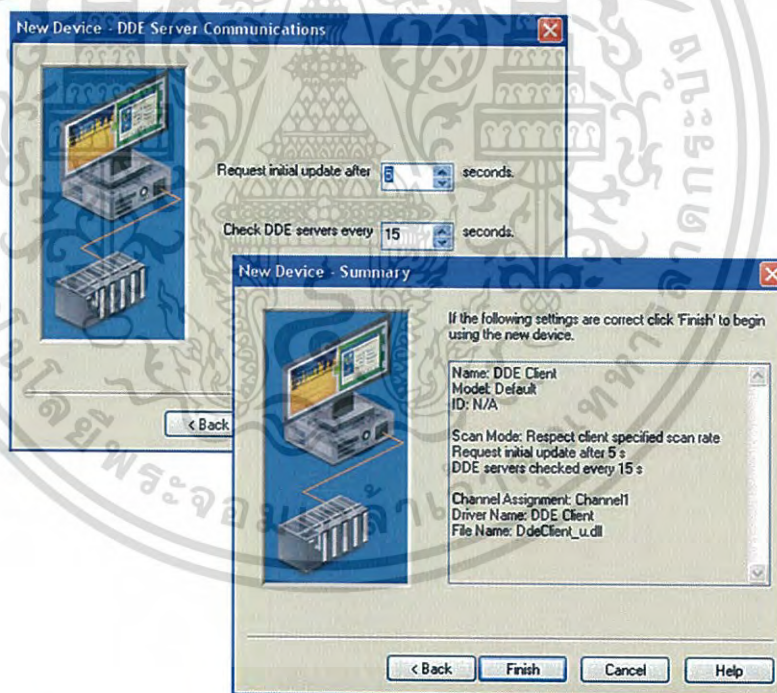 New Device - DDE Server Communications
Request initial update after 5 seconds.
Check DDE servers every 15 seconds.
< Back
New Device - Summary
If the following settings are correct click 'Finish' to begin
using the new device.
Name: DDE Client
Model: Default
ID: N/A
Scan Mode: Respect client specified scan rate
Request initial update after 5 s
DDE servers checked every 15 s
Channel Assignment: Channel1
Driver Name: DDE Client
File Name: DdeClient_u.dll
< Back
Finish
Cancel
Help